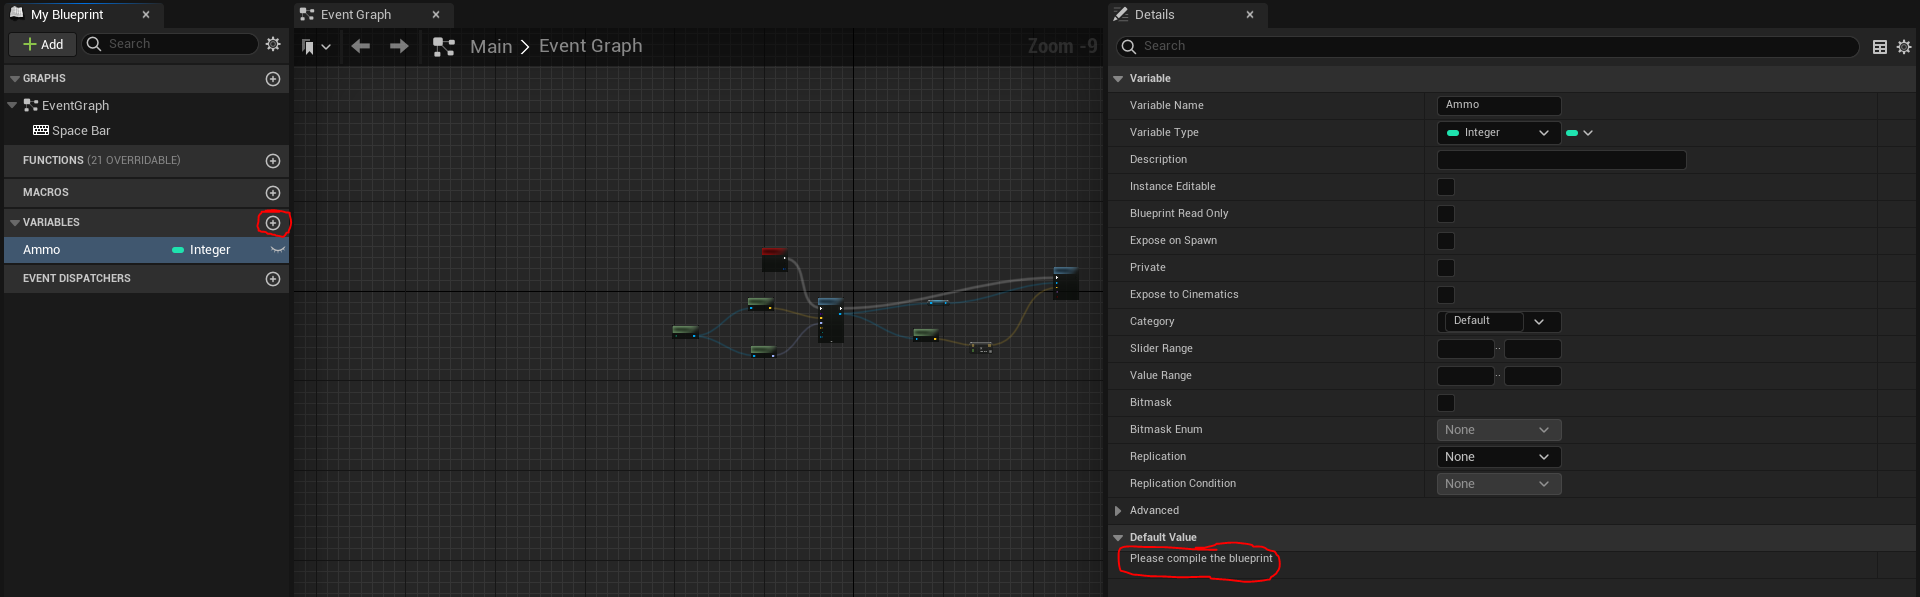 My Blueprint
Add
Search
GRAPHS
EventGraph
Space Bar
FUNCTIONS (21 OVERRIDABLE)
MACROS
VARIABLES
Ammo Integer
EVENT DISPATCHERS
Event Graph
Main > Event Graph
Zoom -9
Details
Search
Variable
Variable Name Ammo
Variable Type Integer
Description
Instance Editable
Blueprint Read Only
Expose on Spawn
Private
Expose to Cinematics
Category Default
Slider Range ..
Value Range ..
Bitmask
Bitmask Enum None
Replication None
Replication Condition None
Advanced
Default Value
Please compile the blueprint